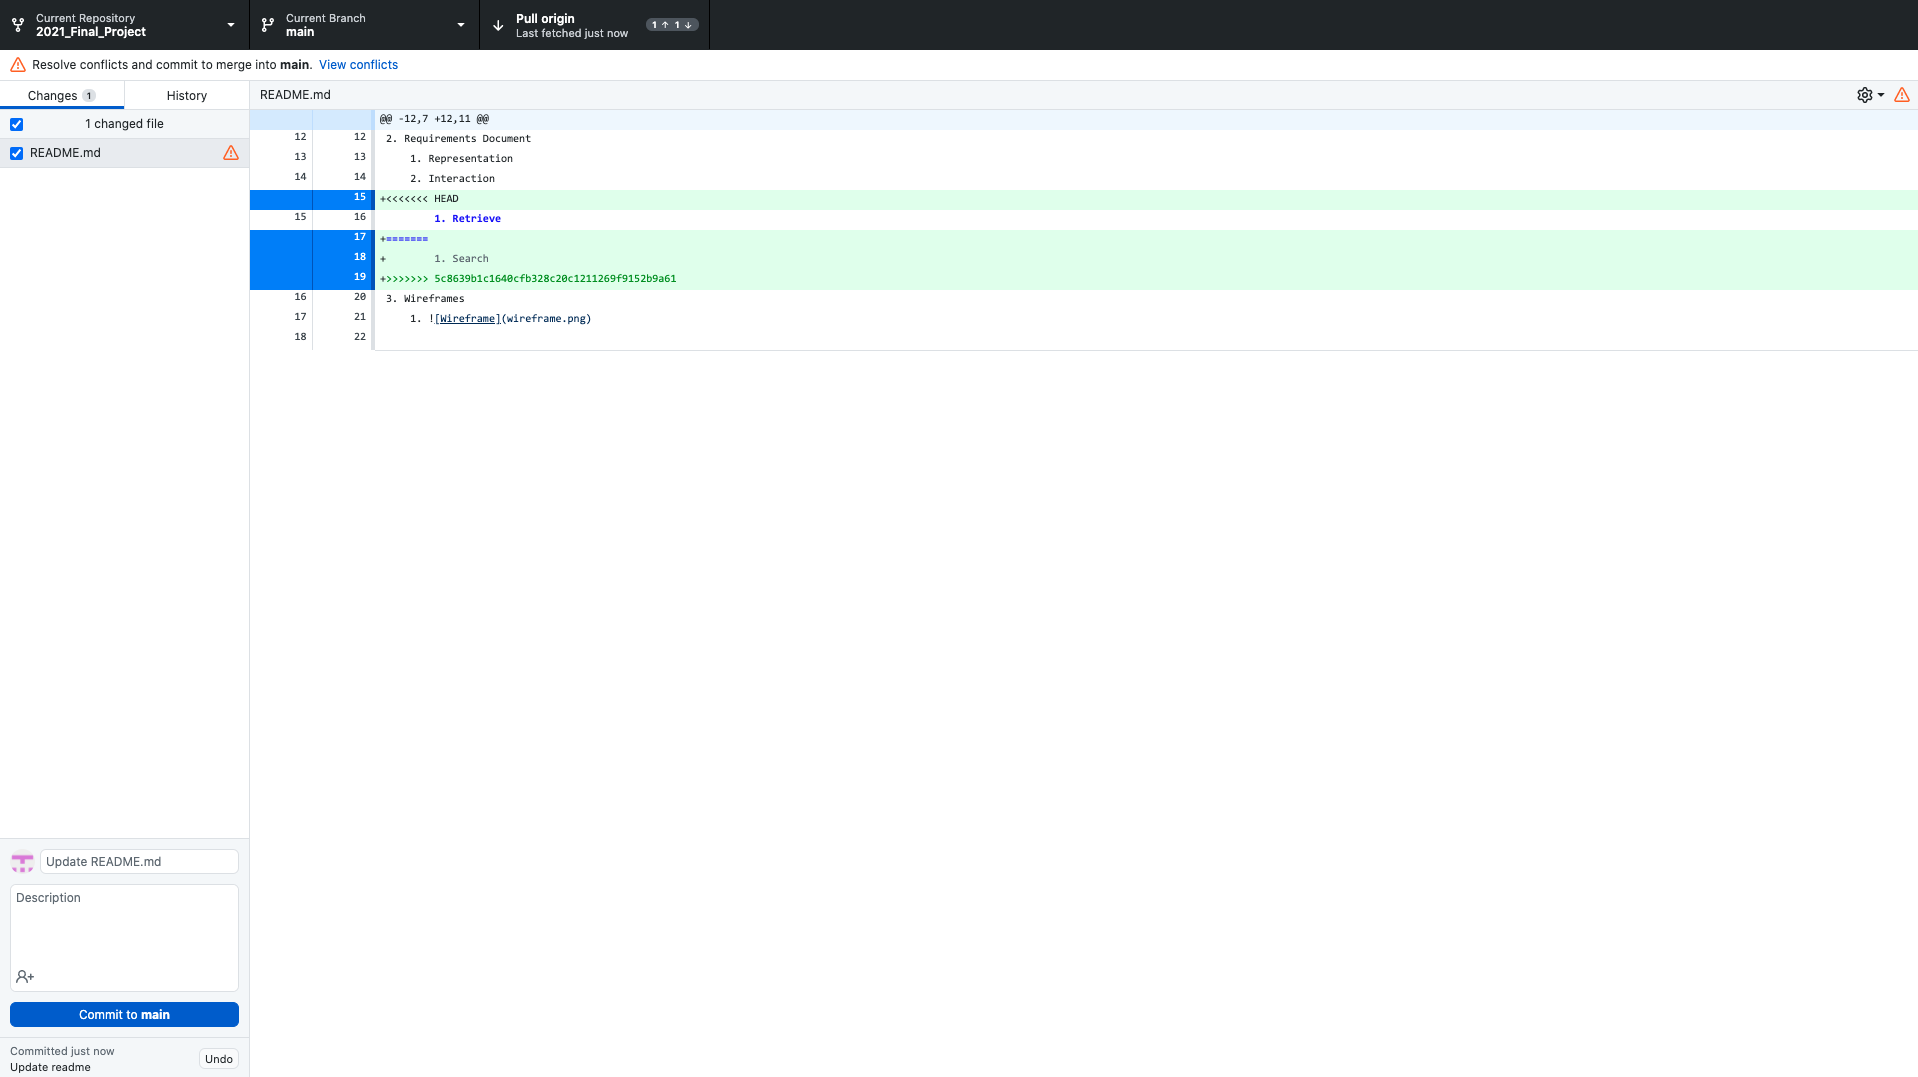 Current Repository
2021_Final_Project
Current Branch
main
Pull origin
Last fetched just now
1 ↑ 1 ↓
Resolve conflicts and commit to merge into main. View conflicts
Changes 1
History
README.md
1 changed file
README.md
@@ -12,7 +12,11 @@
12 12 2. Requirements Document
13 13 1. Representation
14 14 2. Interaction
15 +<<<<<<< HEAD
15 16 1. Retrieve
17 +=======
18 + 1. Search
19 +>>>>>>> 5c8639b1c1640cfb328c20c1211269f9152b9a61
16 20 3. Wireframes
17 21 1. ![Wireframe](wireframe.png)
18 22
Update README.md
Description
Commit to main
Committed just now
Update readme
Undo